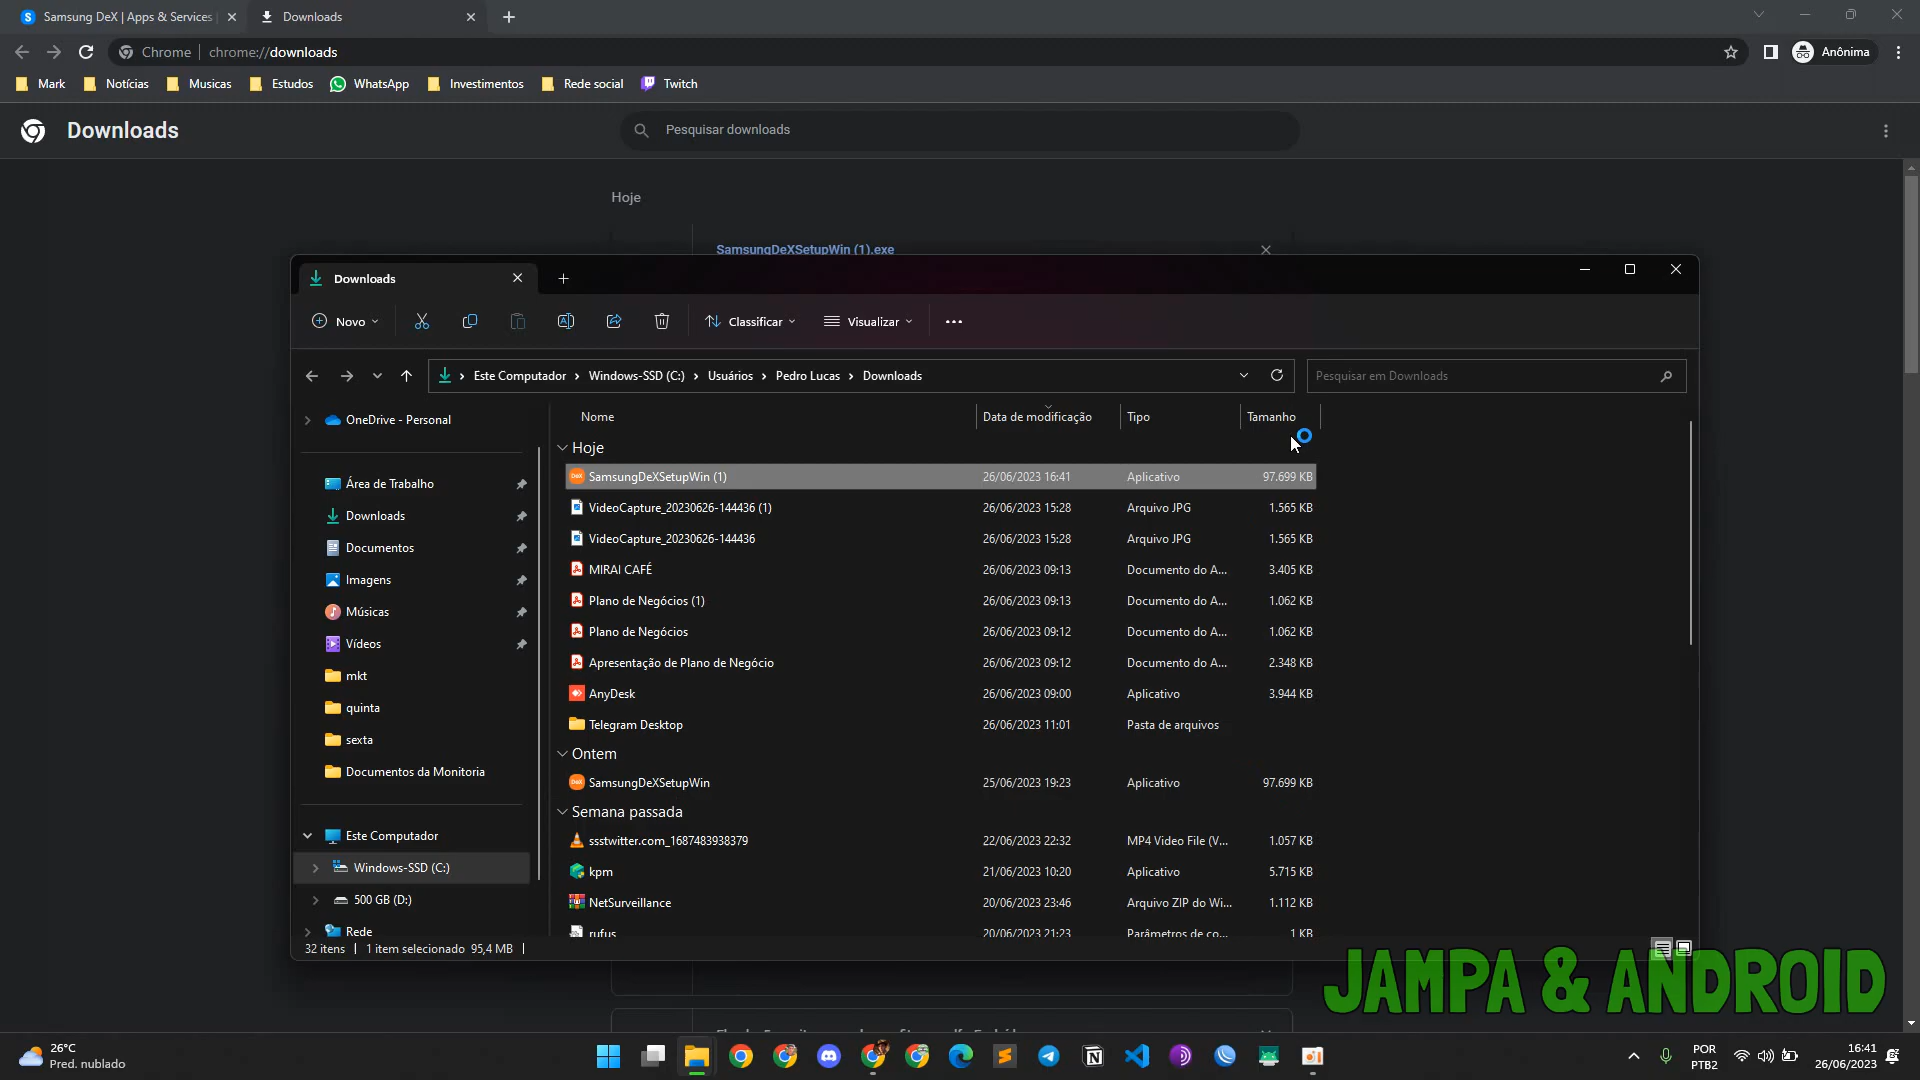 Samsung DeX | Apps & Services
Downloads
Chrome
chrome://downloads
Anônima
Mark
Notícias
Musicas
Estudos
WhatsApp
Investimentos
Rede social
Twitch
Downloads
Pesquisar downloads
Hoje
SamsungDeXSetupWin (1).exe
Downloads
Novo
Classificar
Visualizar
Este Computador
Windows-SSD (C:)
Usuários
Pedro Lucas
Downloads
Pesquisar em Downloads
OneDrive - Personal
Área de Trabalho
Downloads
Documentos
Imagens
Músicas
Vídeos
mkt
quinta
sexta
Documentos da Monitoria
Este Computador
Windows-SSD (C:)
500 GB (D:)
Rede
Nome Data de modificação Tipo Tamanho
Hoje
SamsungDeXSetupWin (1) 26/06/2023 16:41 Aplicativo 97.699 KB
VideoCapture_20230626-144436 (1) 26/06/2023 15:28 Arquivo JPG 1.565 KB
VideoCapture_20230626-144436 26/06/2023 15:28 Arquivo JPG 1.565 KB
MIRAI CAFÉ 26/06/2023 09:13 Documento do A... 3.405 KB
Plano de Negócios (1) 26/06/2023 09:13 Documento do A... 1.062 KB
Plano de Negócios 26/06/2023 09:12 Documento do A... 1.062 KB
Apresentação de Plano de Negócio 26/06/2023 09:12 Documento do A... 2.348 KB
AnyDesk 26/06/2023 09:00 Aplicativo 3.944 KB
Telegram Desktop 26/06/2023 11:01 Pasta de arquivos
Ontem
SamsungDeXSetupWin 25/06/2023 19:23 Aplicativo 97.699 KB
Semana passada
ssstwitter.com_1687483938379 22/06/2023 22:32 MP4 Video File (V... 1.057 KB
kpm 21/06/2023 10:20 Aplicativo 5.715 KB
NetSurveillance 20/06/2023 23:46 Arquivo ZIP do Wi... 1.112 KB
rufus 20/06/2023 21:23 Parâmetros de co... 1 KB
32 itens 1 item selecionado 95,4 MB
JAMPA & ANDROID
26°C
Pred. nublado
POR
PTB2
16:41
26/06/2023